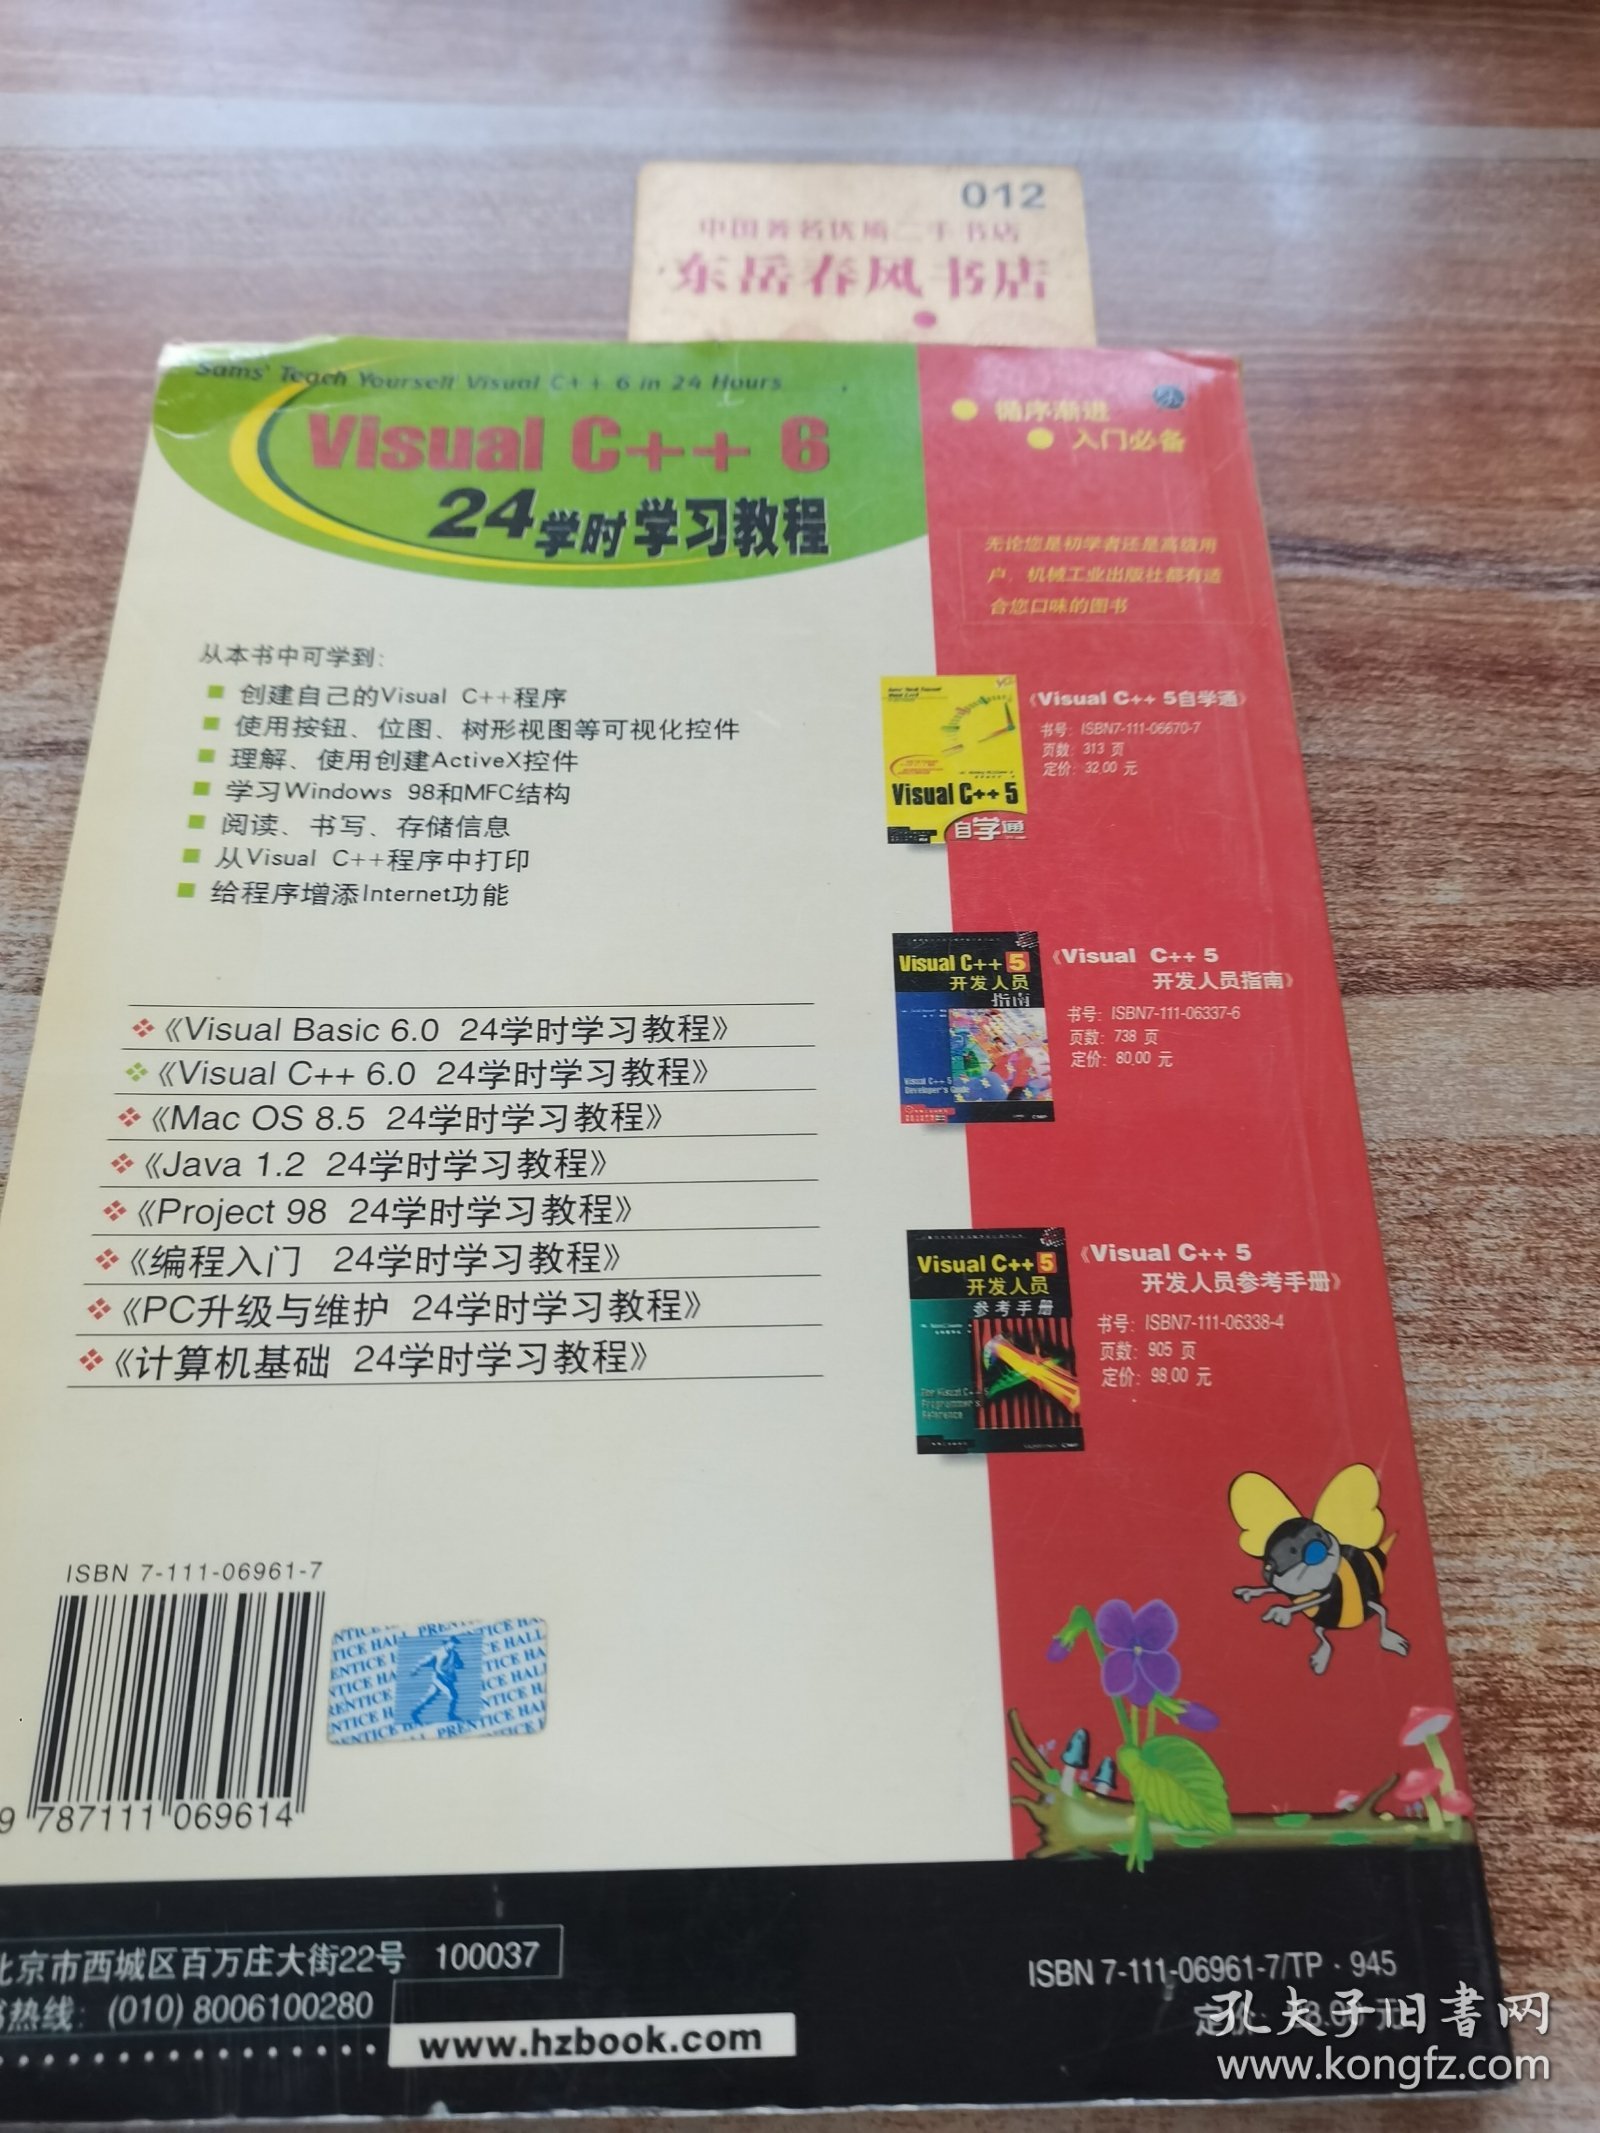 012
中国著名优质二手书店
东岳春风书店
Sams' Teach Yourself Visual C++ 6 in 24 Hours
Visual C++ 6
24学时学习教程
循序渐进
入门必备
无论您是初学者还是高级用
户，机械工业出版社都有适
合您口味的图书
从本书中可学到：
创建自己的Visual C++程序
使用按钮、位图、树形视图等可视化控件
理解、使用创建ActiveX控件
学习Windows 98和MFC结构
阅读、书写、存储信息
从Visual C++程序中打印
给程序增添Internet功能
《Visual Basic 6.0 24学时学习教程》
《Visual C++ 6.0 24学时学习教程》
《Mac OS 8.5 24学时学习教程》
《Java 1.2 24学时学习教程》
《Project 98 24学时学习教程》
《编程入门 24学时学习教程》
《PC升级与维护 24学时学习教程》
《计算机基础 24学时学习教程》
Visual C++ 5
自学通
《Visual C++ 5自学通》
书号：ISBN7-111-06670-7
页数：313 页
定价：32.00 元
Visual C++ 5
开发人员
指南
Visual C++ 5
Developer's Guide
《Visual C++ 5
开发人员指南》
书号：ISBN7-111-06337-6
页数：738 页
定价：80.00 元
Visual C++ 5
开发人员
参考手册
Programmer's
Reference
《Visual C++ 5
开发人员参考手册》
书号：ISBN7-111-06338-4
页数：905 页
定价：98.00 元
ISBN 7-111-06961-7
9 787111 069614
PRENTICE HALL
北京市西城区百万庄大街22号 100037
书热线：(010) 8006100280
www.hzbook.com
ISBN 7-111-06961-7/TP · 945
定价：8.00 元
孔夫子旧书网
www.kongfz.com